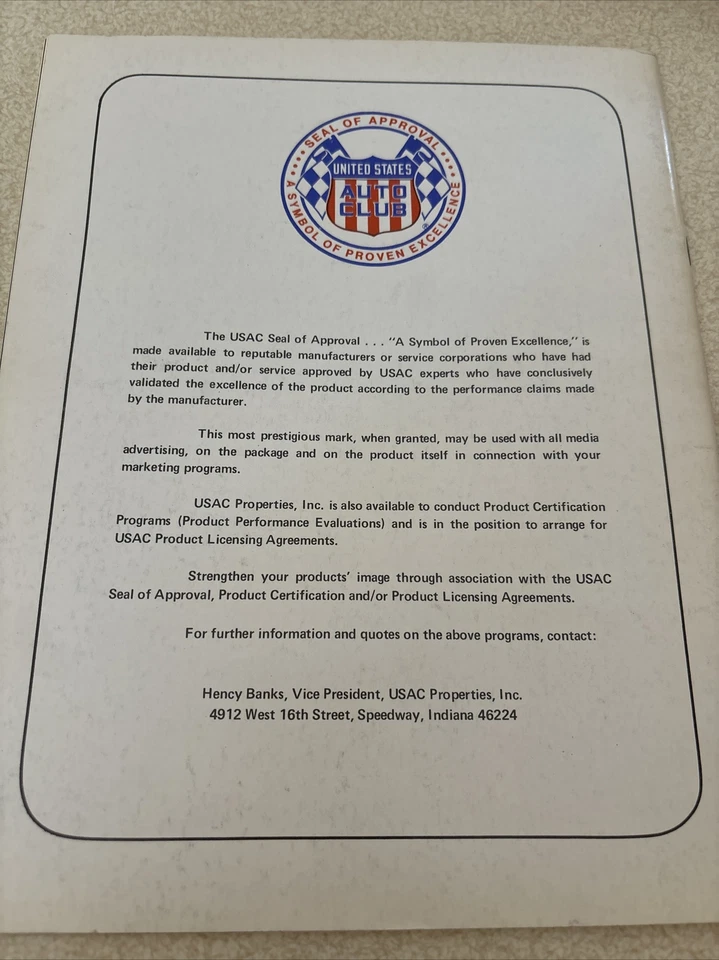 SEAL OF APPROVAL
UNITED STATES
AUTO
CLUB
®
A SYMBOL OF PROVEN EXCELLENCE
The USAC Seal of Approval . . . "A Symbol of Proven Excellence," is
made available to reputable manufacturers or service corporations who have had
their product and/or service approved by USAC experts who have conclusively
validated the excellence of the product according to the performance claims made
by the manufacturer.
This most prestigious mark, when granted, may be used with all media
advertising, on the package and on the product itself in connection with your
marketing programs.
USAC Properties, Inc. is also available to conduct Product Certification
Programs (Product Performance Evaluations) and is in the position to arrange for
USAC Product Licensing Agreements.
Strengthen your products' image through association with the USAC
Seal of Approval, Product Certification and/or Product Licensing Agreements.
For further information and quotes on the above programs, contact:
Hency Banks, Vice President, USAC Properties, Inc.
4912 West 16th Street, Speedway, Indiana 46224